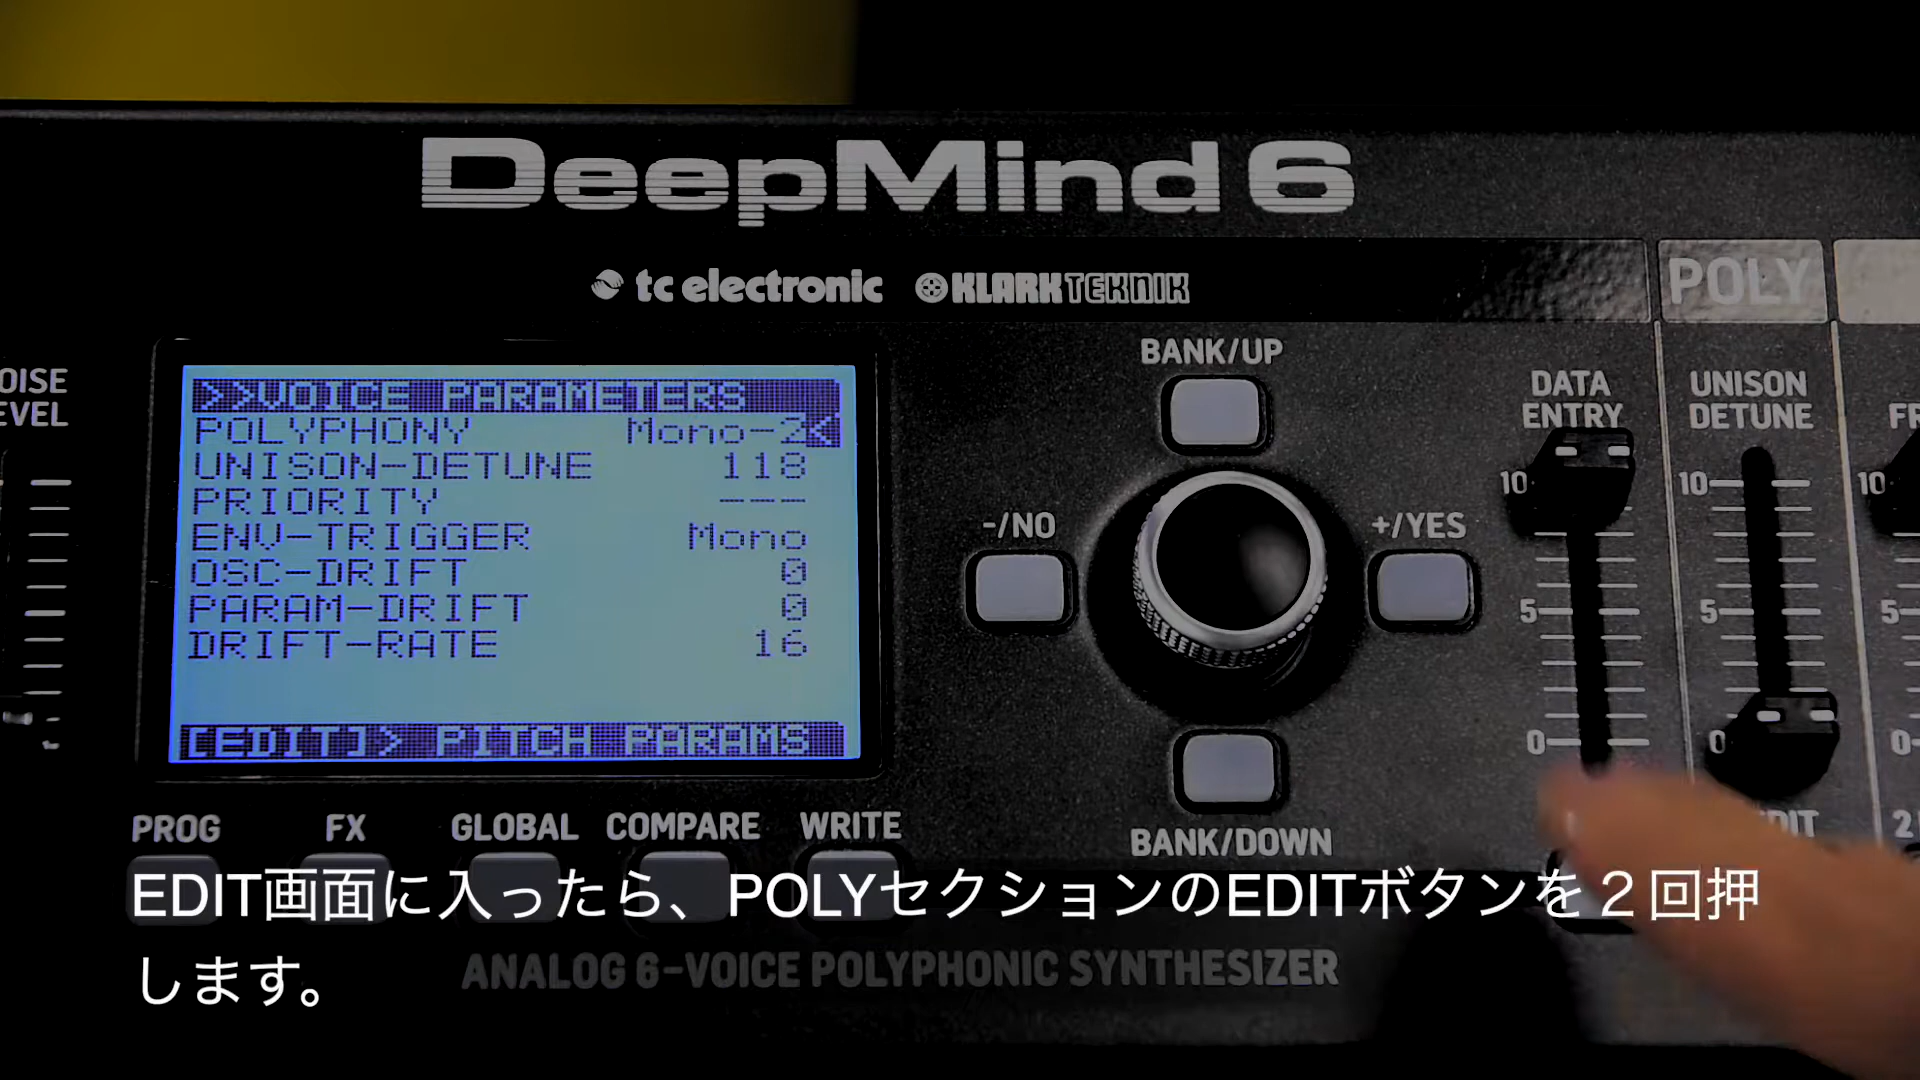 DeepMind 6
tc electronic KLARK TEKNIK
POLY
BANK/UP
DATA
ENTRY
UNISON
DETUNE
-/NO
+/YES
10
10
10
5
5
5
0
0
0
>>VOICE PARAMETERS
POLYPHONY Mono-2<
UNISON-DETUNE 118
PRIORITY ---
ENV-TRIGGER Mono
OSC-DRIFT 0
PARAM-DRIFT 0
DRIFT-RATE 16
[EDIT]> PITCH PARAMS
BANK/DOWN
PROG FX GLOBAL COMPARE WRITE
EDIT画面に入ったら、POLYセクションのEDITボタンを２回押
します。
ANALOG 6-VOICE POLYPHONIC SYNTHESIZER